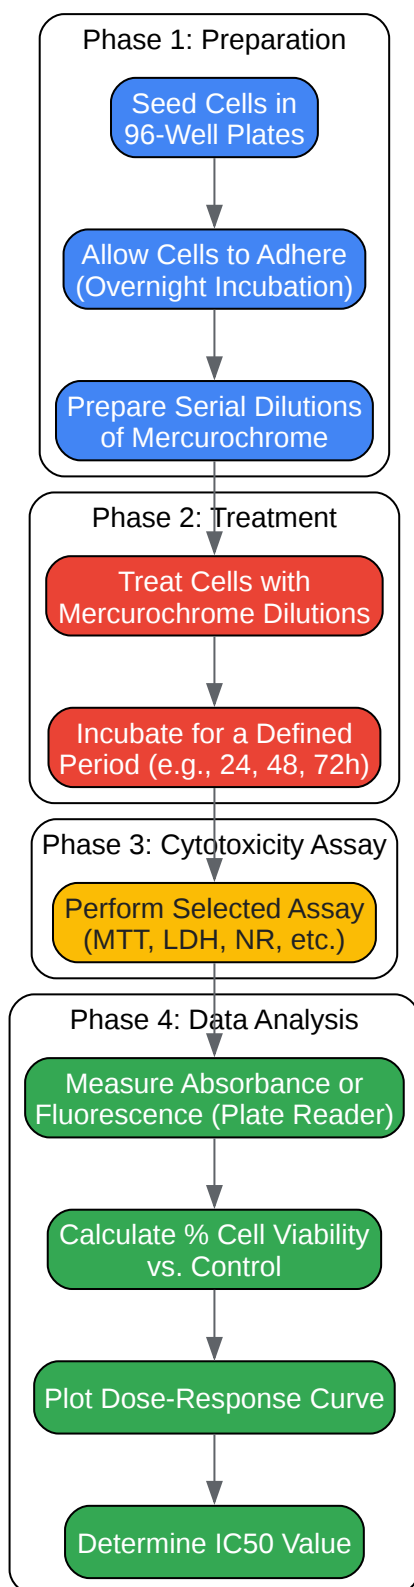 Phase 1: Preparation
Seed Cells in
96-Well Plates
Allow Cells to Adhere
(Overnight Incubation)
Prepare Serial Dilutions
of Mercurochrome
Phase 2: Treatment
Treat Cells with
Mercurochrome Dilutions
Incubate for a Defined
Period (e.g., 24, 48, 72h)
Phase 3: Cytotoxicity Assay
Perform Selected Assay
(MTT, LDH, NR, etc.)
Phase 4: Data Analysis
Measure Absorbance or
Fluorescence (Plate Reader)
Calculate % Cell Viability
vs. Control
Plot Dose-Response Curve
Determine IC50 Value